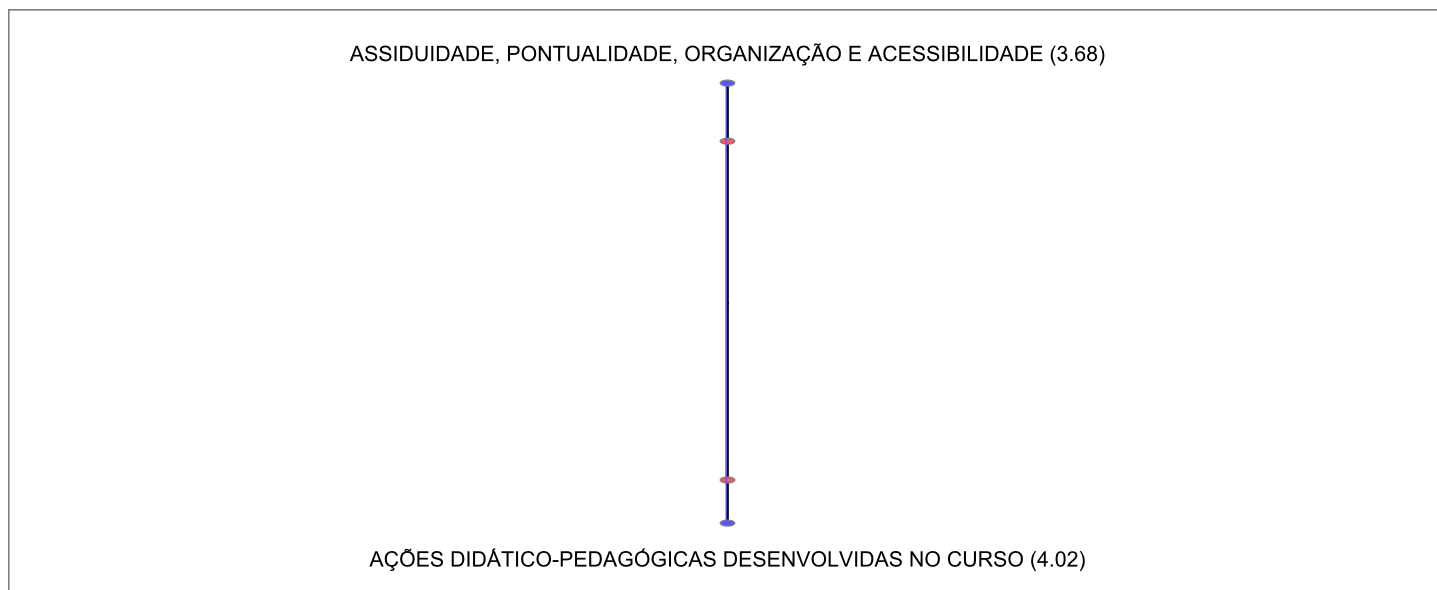 ASSIDUIDADE, PONTUALIDADE, ORGANIZAÇÃO E ACESSIBILIDADE (3.68)
AÇÕES DIDÁTICO-PEDAGÓGICAS DESENVOLVIDAS NO CURSO (4.02)